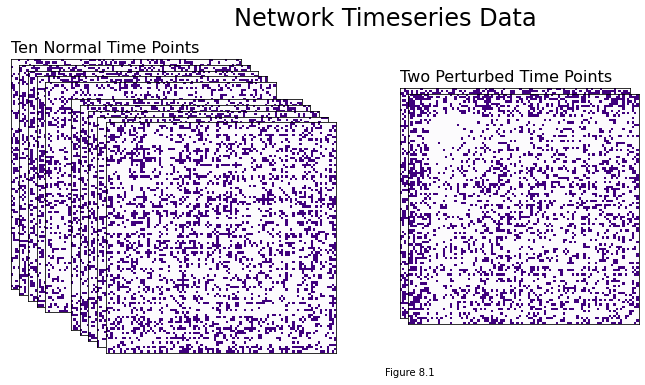 Network Timeseries Data
Ten Normal Time Points
Two Perturbed Time Points
Figure 8.1